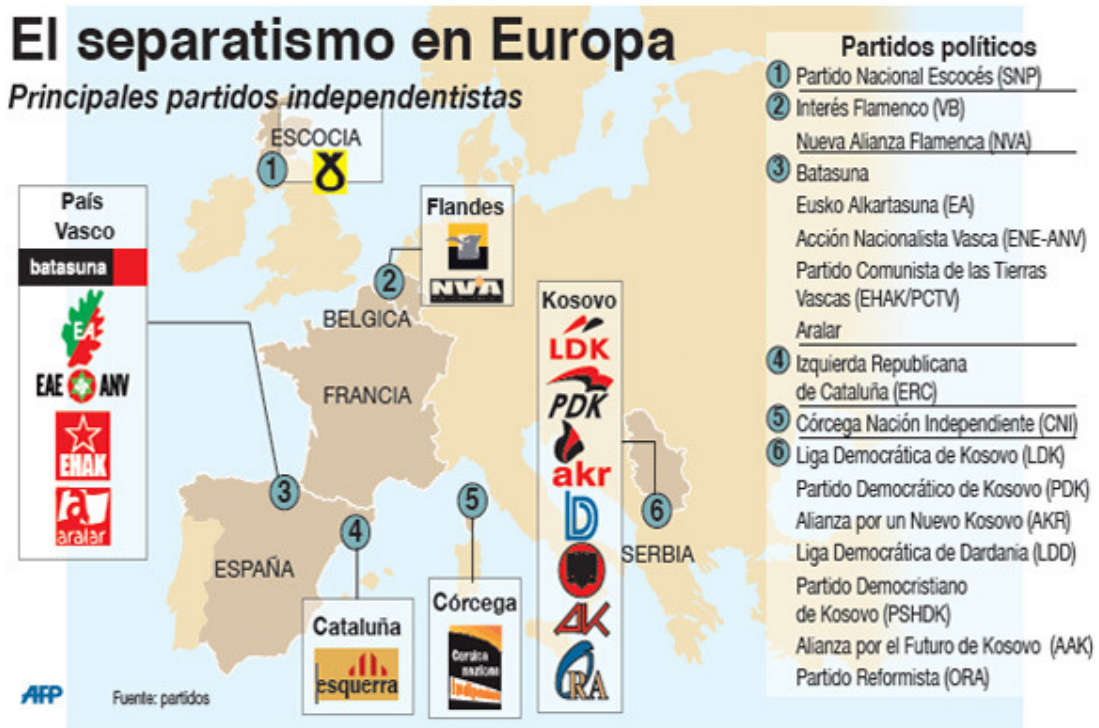 El separatismo en Europa
Principales partidos independentistas
ESCOCIA
1
País
Vasco
batasuna
EA
EAE ANV
EHAK
a
aralar
Flandes
N-VA
2
BELGICA
FRANCIA
3
ESPAÑA
4
Cataluña
esquerra
5
Córcega
Corsica
nazione
Indipendente
Kosovo
LDK
PDK
akr
D
AK
ORA
6
SERBIA
Partidos políticos
1 Partido Nacional Escocés (SNP)
2 Interés Flamenco (VB)
Nueva Alianza Flamenca (NVA)
3 Batasuna
Eusko Alkartasuna (EA)
Acción Nacionalista Vasca (ENE-ANV)
Partido Comunista de las Tierras
Vascas (EHAK/PCTV)
Aralar
4 Izquierda Republicana
de Cataluña (ERC)
5 Córcega Nación Independiente (CNI)
6 Liga Democrática de Kosovo (LDK)
Partido Democrático de Kosovo (PDK)
Alianza por un Nuevo Kosovo (AKR)
Liga Democrática de Dardania (LDD)
Partido Democristiano
de Kosovo (PSHDK)
Alianza por el Futuro de Kosovo (AAK)
Partido Reformista (ORA)
AFP
Fuente: partidos